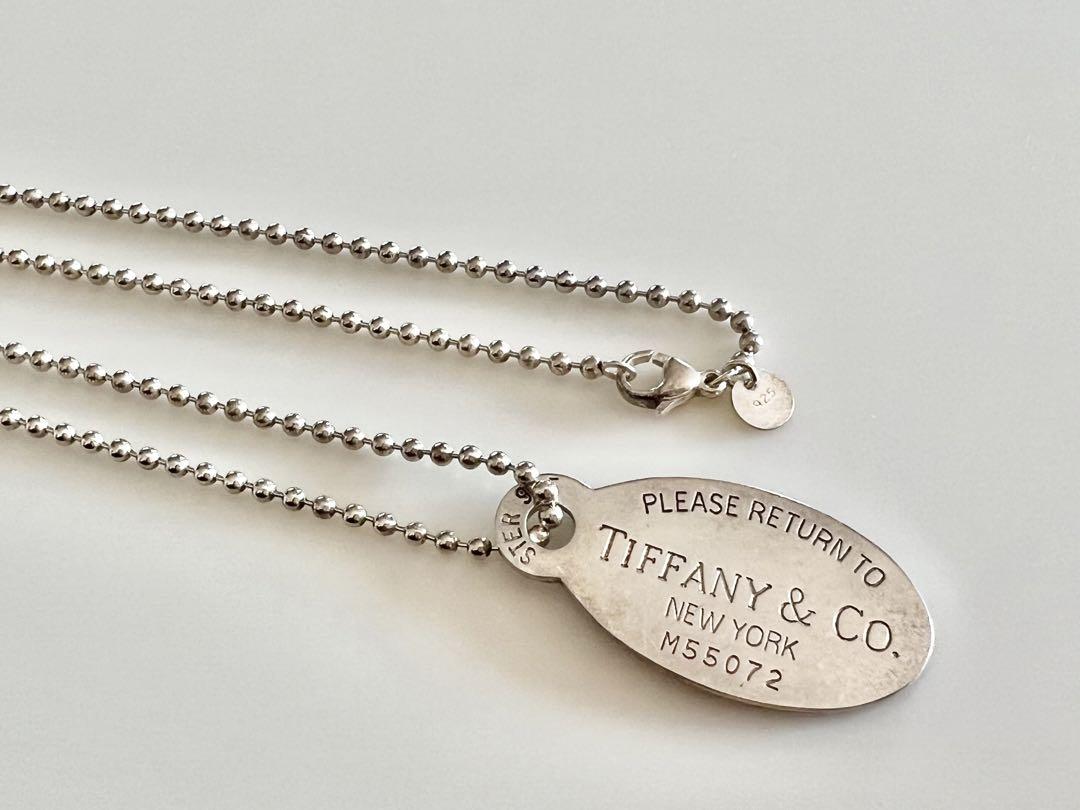 925
STER
PLEASE RETURN TO
TIFFANY & CO.
NEW YORK
M55072